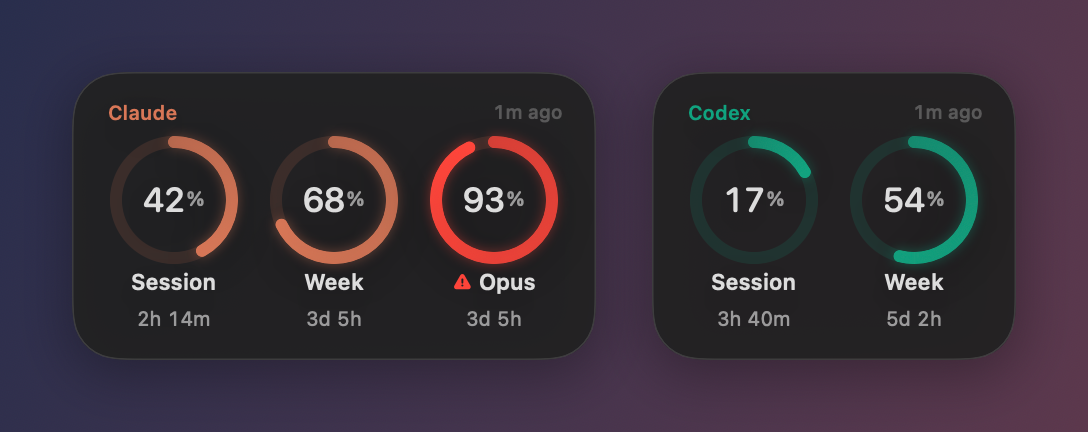 Claude 1m ago
42% 68% 93%
Session Week Opus
2h 14m 3d 5h 3d 5h
Codex 1m ago
17% 54%
Session Week
3h 40m 5d 2h